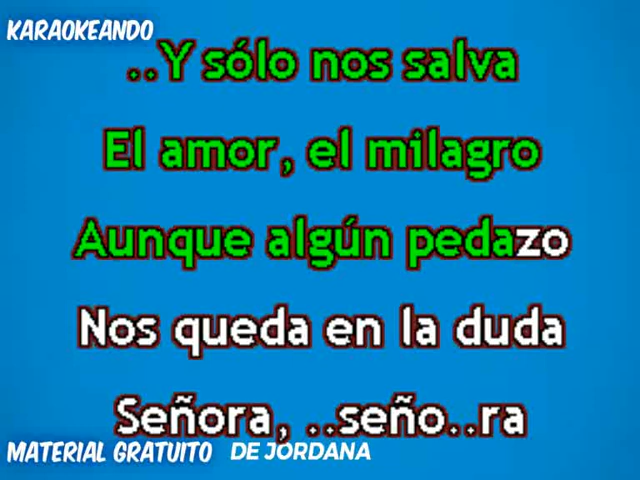 KARAOKEANDO
..Y sólo nos salva
El amor, el milagro
Aunque algún pedazo
Nos queda en la duda
Señora, ..seño..ra
MATERIAL GRATUITO DE JORDANA